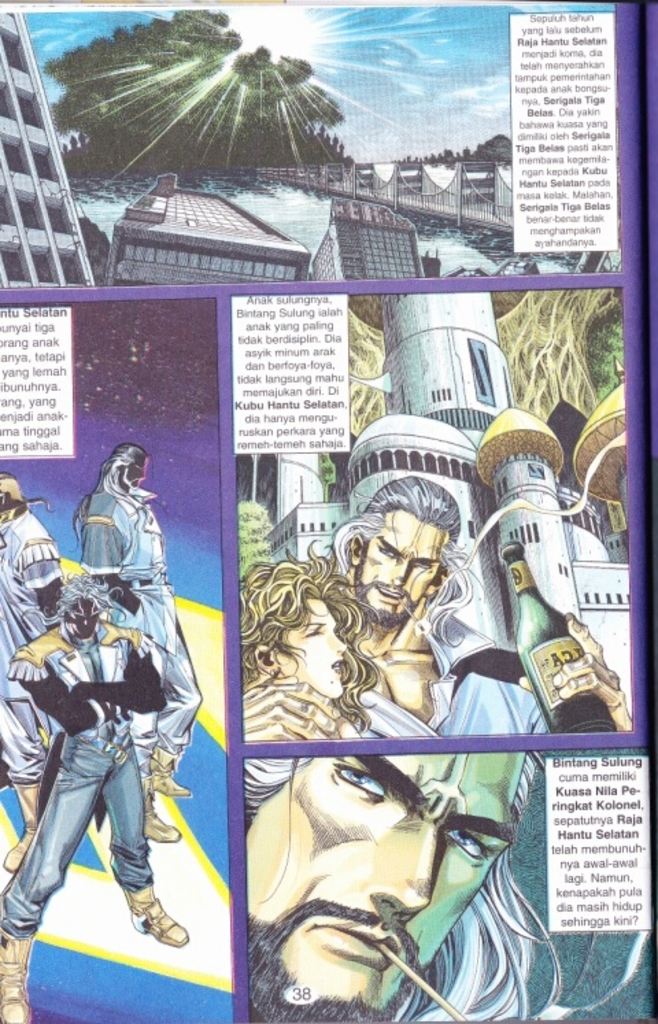 Sepuluh tahun
yang lalu sebelum
Raja Hantu Selatan
menjadi koma, dia
telah menyerahkan
tampuk pemerintahan
kepada anak bongsu-
nya, Serigala Tiga
Belas. Dia yakin
bahawa kuasa yang
dimiliki oleh Serigala
Tiga Belas pasti akan
membawa kegemila-
ngan kepada Kubu
Hantu Selatan pada
masa kelak. Malahan,
Serigala Tiga Belas
benar-benar tidak
menghampakan
ayahandanya.
ntu Selatan
unyai tiga
rang anak
anya, tetapi
yang lemah
ibunuhnya.
rang, yang
enjadi anak-
uma tinggal
ang sahaja.
Anak sulungnya,
Bintang Sulung ialah
anak yang paling
tidak berdisiplin. Dia
asyik minum arak
dan berfoya-foya,
tidak langsung mahu
memajukan diri. Di
Kubu Hantu Selatan,
dia hanya mengu-
ruskan perkara yang
remeh-temeh sahaja.
Bintang Sulung
cuma memiliki
Kuasa Nila Pe-
ringkat Kolonel,
sepatutnya Raja
Hantu Selatan
telah membunuh-
nya awal-awal
lagi. Namun,
kenapakah pula
dia masih hidup
sehingga kini?
38